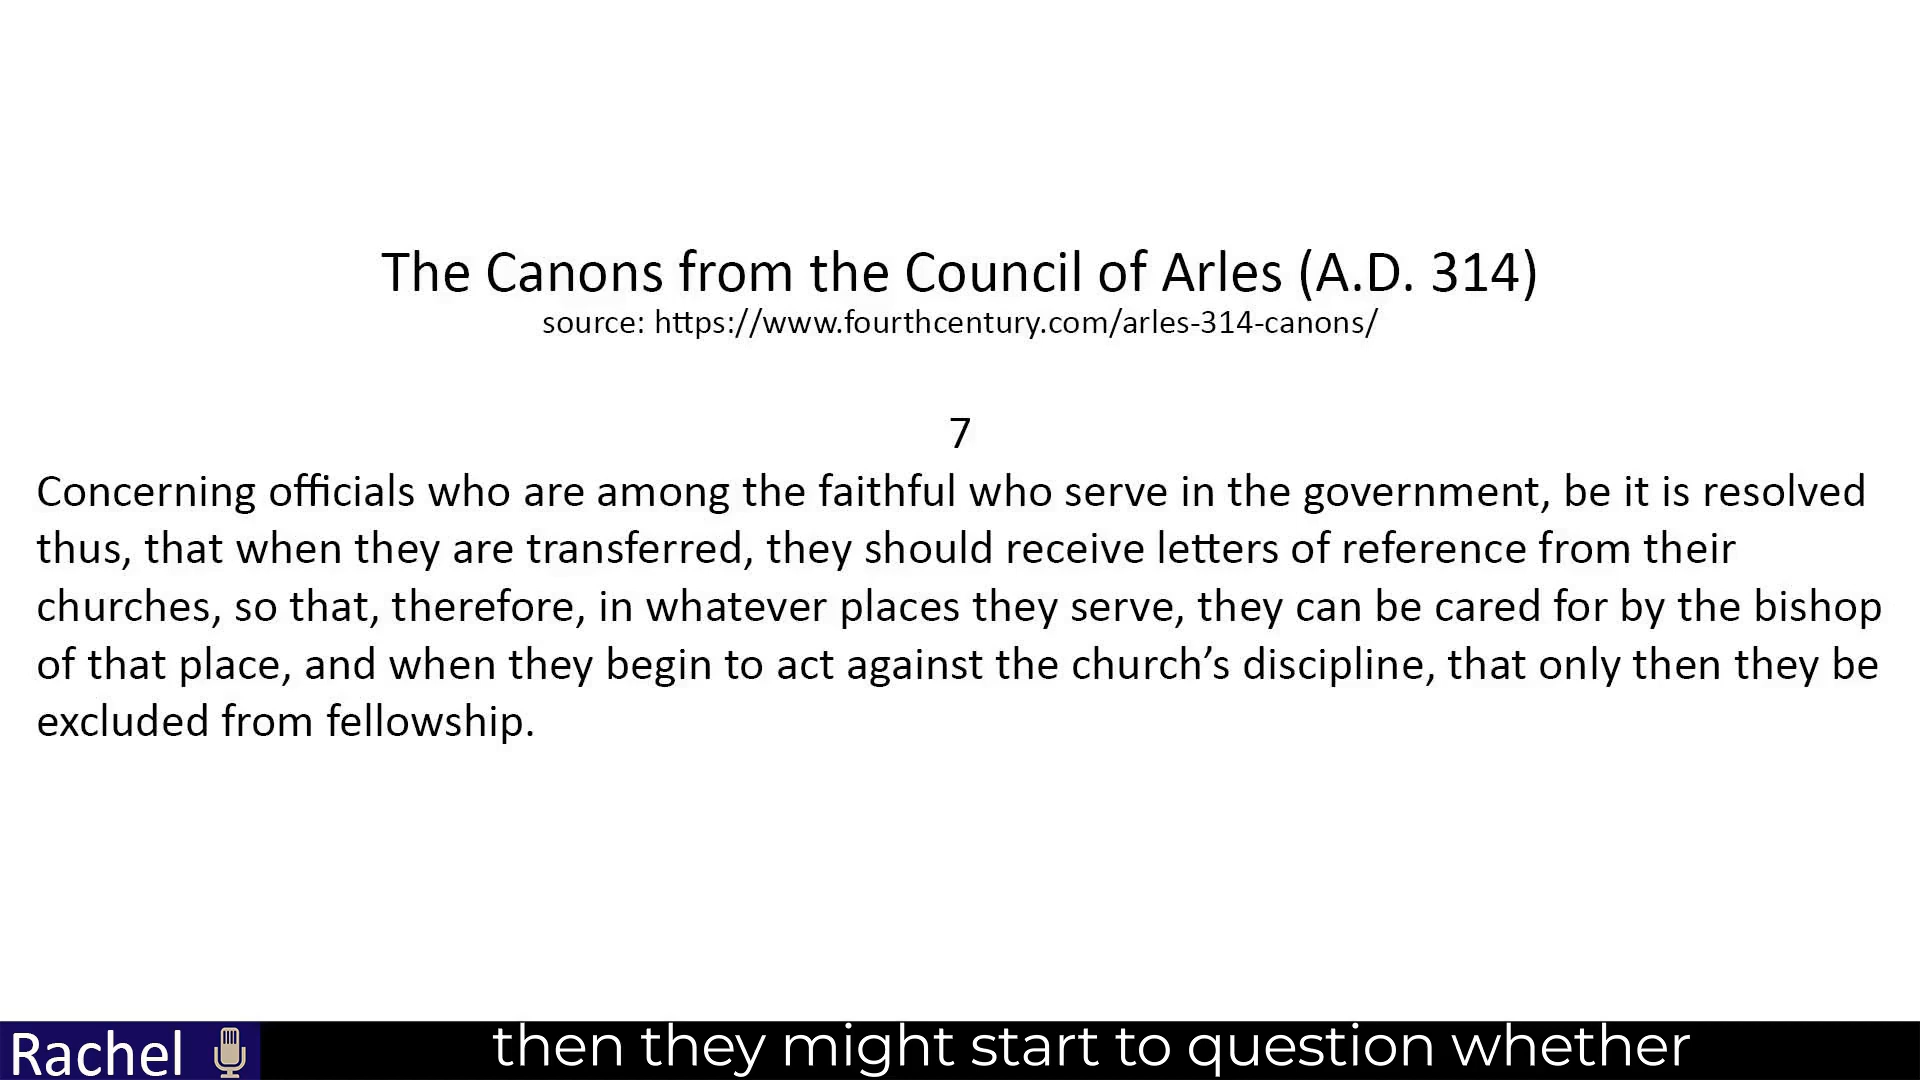 The Canons from the Council of Arles (A.D. 314)
source: https://www.fourthcentury.com/arles-314-canons/
7
Concerning officials who are among the faithful who serve in the government, be it is resolved
thus, that when they are transferred, they should receive letters of reference from their
churches, so that, therefore, in whatever places they serve, they can be cared for by the bishop
of that place, and when they begin to act against the church’s discipline, that only then they be
excluded from fellowship.
Rachel
then they might start to question whether